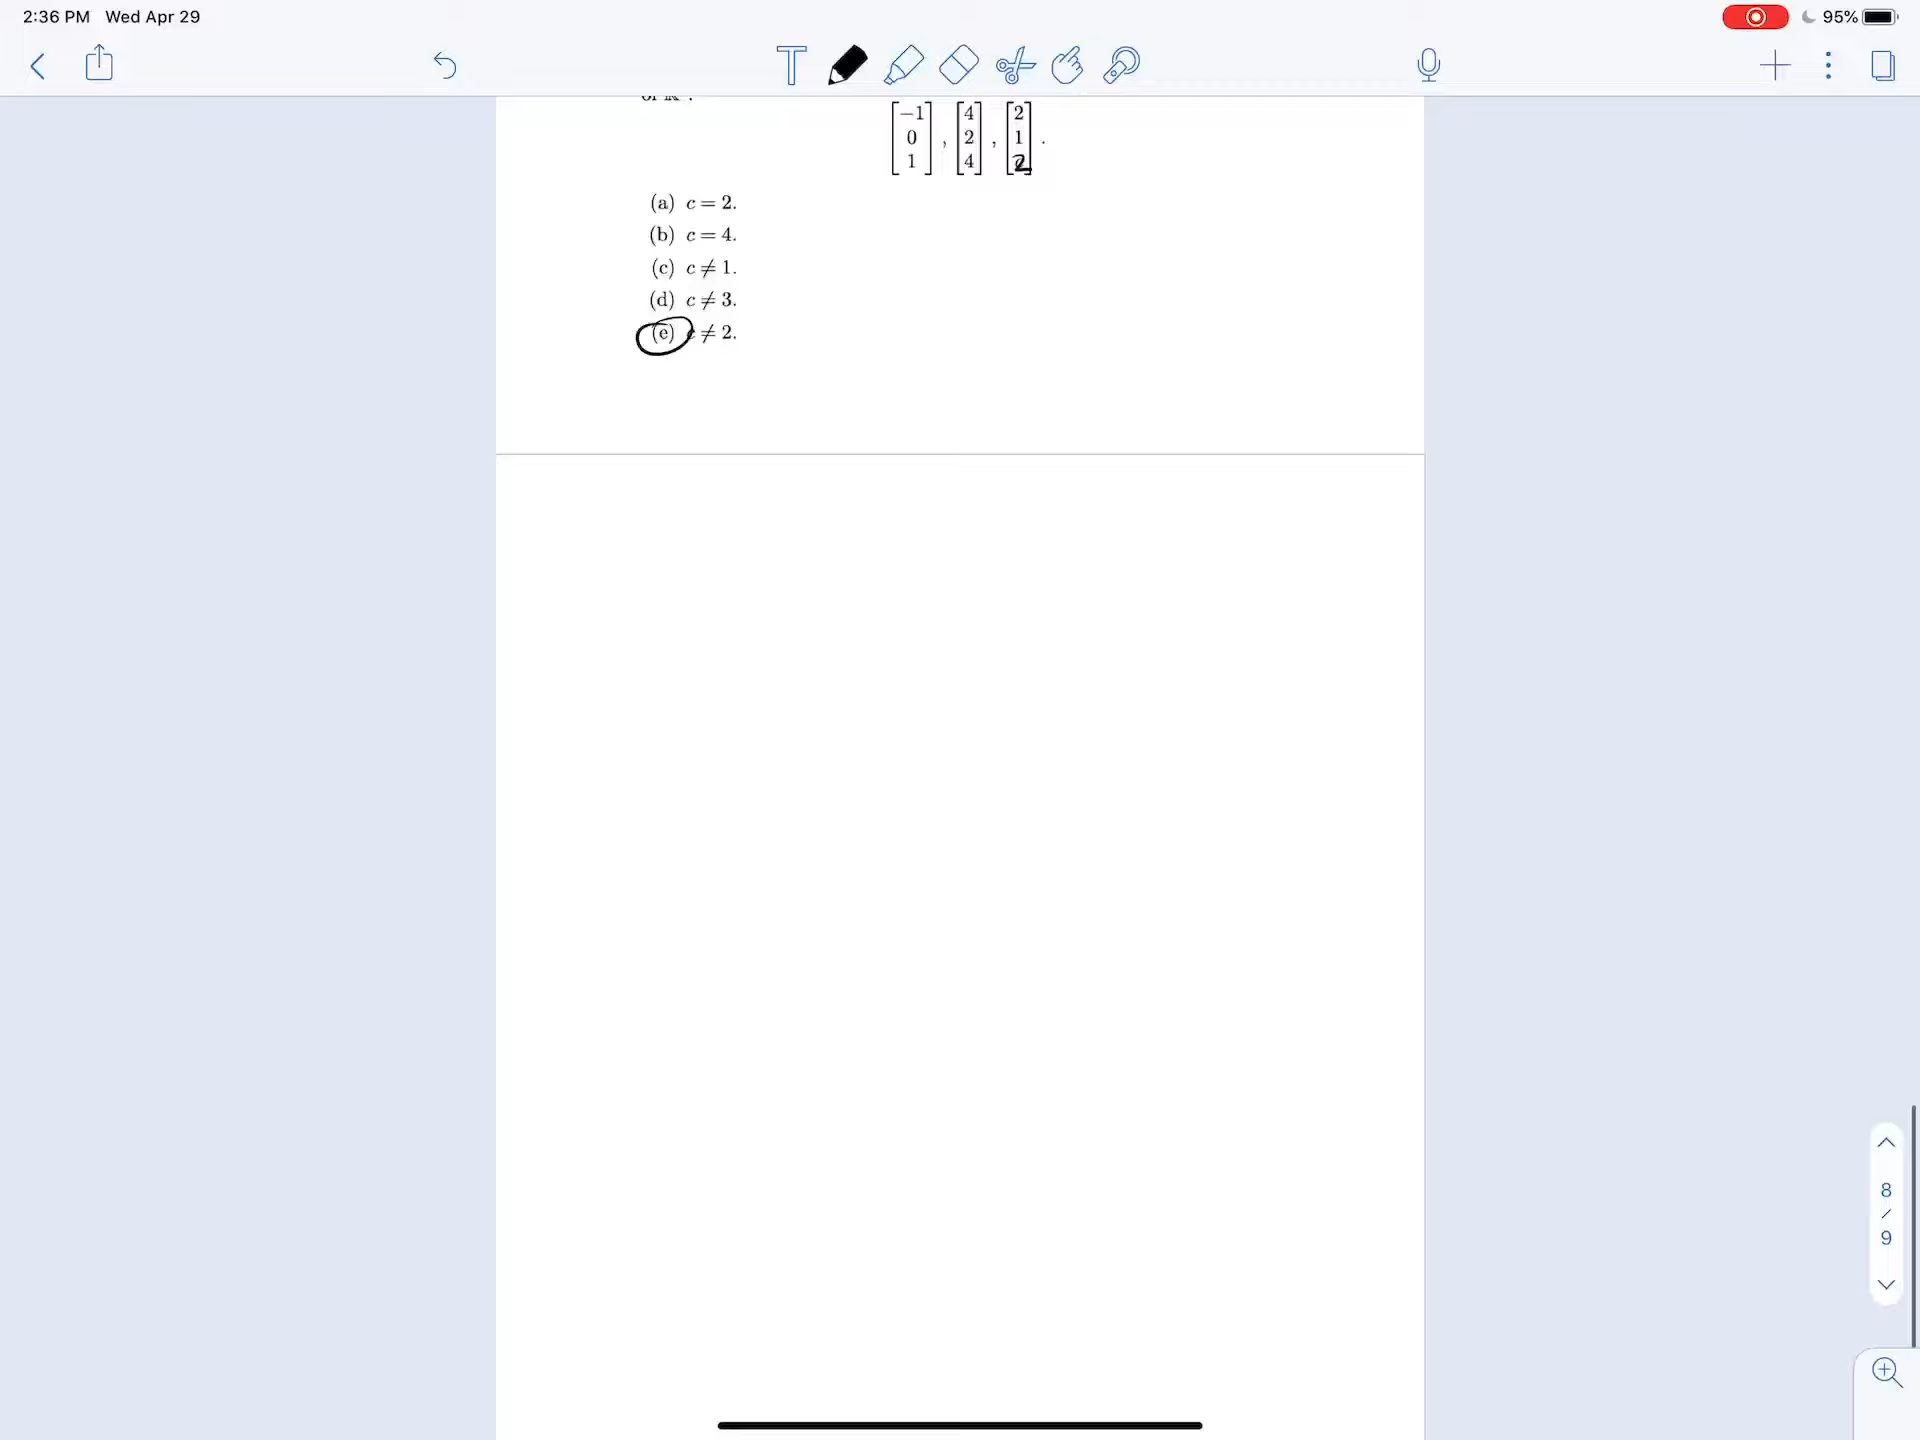 2:36 PM Wed Apr 29
95%
[-1 0 1], [4 2 4], [2 1 2].
(a) c = 2.
(b) c = 4.
(c) c ≠ 1.
(d) c ≠ 3.
(e) c ≠ 2.
8
/
9